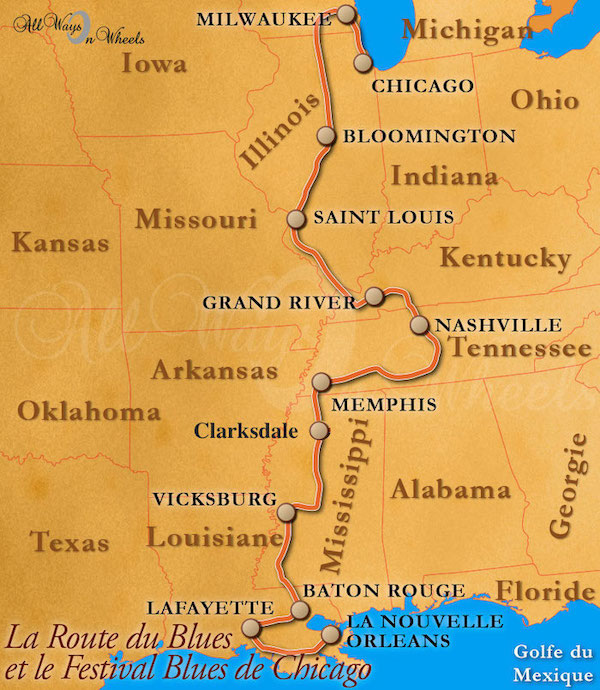 All Ways
on Wheels
MILWAUKEE
Michigan
Iowa
CHICAGO
Ohio
Illinois
BLOOMINGTON
Indiana
Missouri
SAINT LOUIS
Kansas
Kentucky
GRAND RIVER
NASHVILLE
Tennessee
Arkansas
MEMPHIS
Oklahoma
Clarksdale
Mississippi
Alabama
Georgie
VICKSBURG
Louisiane
Texas
BATON ROUGE
Floride
LAFAYETTE
LA NOUVELLE
ORLEANS
La Route du Blues
et le Festival Blues de Chicago
Golfe du
Mexique